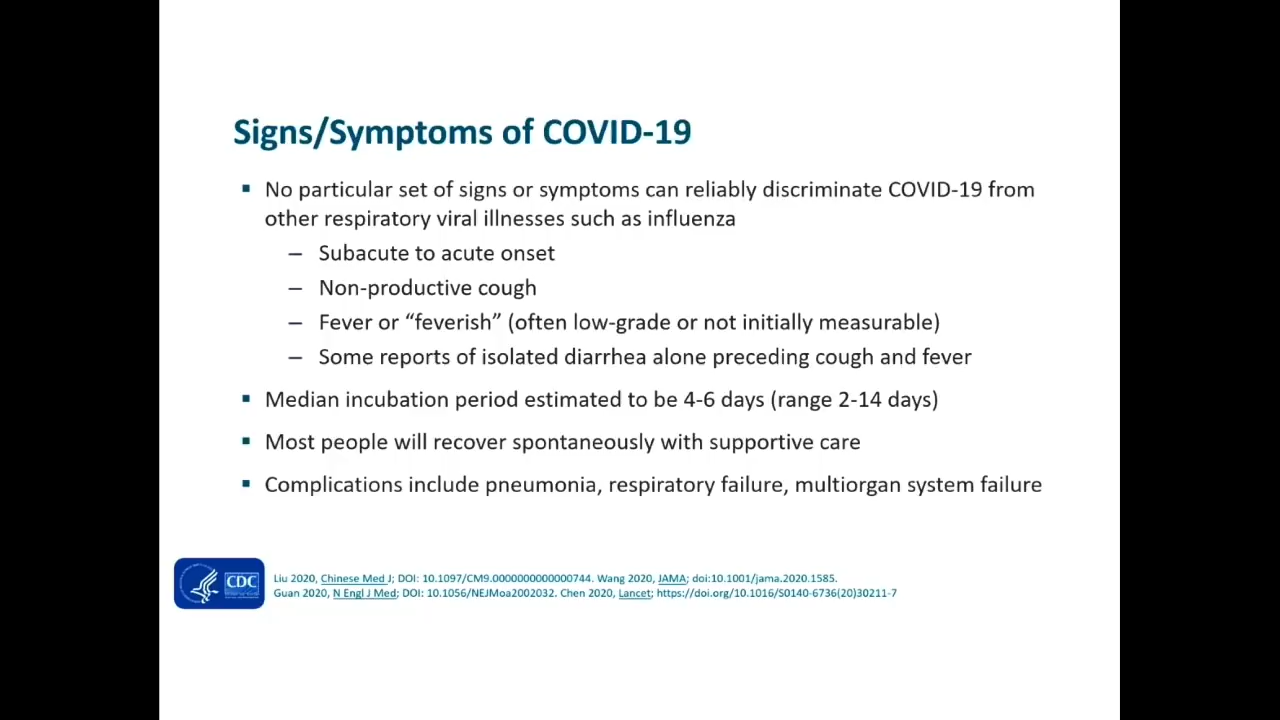 Signs/Symptoms of COVID-19
▪ No particular set of signs or symptoms can reliably discriminate COVID-19 from
other respiratory viral illnesses such as influenza
– Subacute to acute onset
– Non-productive cough
– Fever or “feverish” (often low-grade or not initially measurable)
– Some reports of isolated diarrhea alone preceding cough and fever
▪ Median incubation period estimated to be 4-6 days (range 2-14 days)
▪ Most people will recover spontaneously with supportive care
▪ Complications include pneumonia, respiratory failure, multiorgan system failure
CDC
Liu 2020, Chinese Med J; DOI: 10.1097/CM9.0000000000000744. Wang 2020, JAMA; doi:10.1001/jama.2020.1585.
Guan 2020, N Engl J Med; DOI: 10.1056/NEJMoa2002032. Chen 2020, Lancet; https://doi.org/10.1016/S0140-6736(20)30211-7